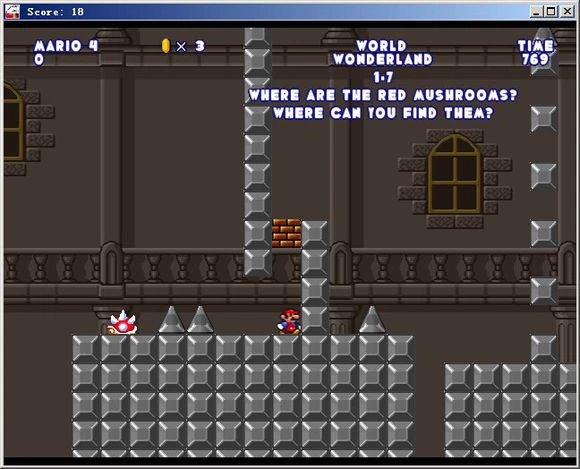 Score: 18
MARIO 4
0
× 3
WORLD
WONDERLAND
1-7
TIME
769
WHERE ARE THE RED MUSHROOMS?
WHERE CAN YOU FIND THEM?